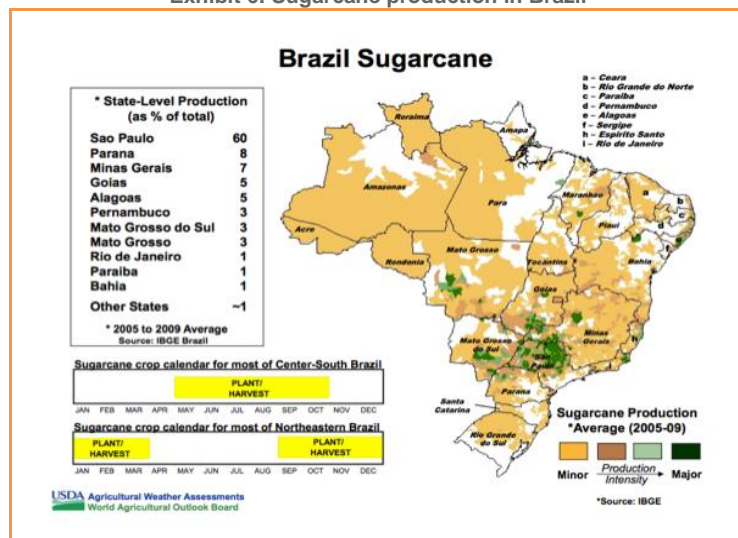 Exhibit 6: Sugarcane production in Brazil
Brazil Sugarcane
* State-Level Production
(as % of total)
Sao Paulo 60
Parana 8
Minas Gerais 7
Goias 5
Alagoas 5
Pernambuco 3
Mato Grosso do Sul 3
Mato Grosso 3
Rio de Janeiro 1
Paraiba 1
Bahia 1
Other States ~1
* 2005 to 2009 Average
Source: IBGE Brazil
a – Ceara
b – Rio Grande do Norte
c – Paraiba
d – Pernambuco
e – Alagoas
f – Sergipe
h – Espirito Santo
i – Rio de Janeiro
Roraima
Amapa
Amazonas
Para
Maranhao
a
b
c
d
e
f
Piaui
Acre
Rondonia
Mato Grosso
Tocantins
Bahia
Goias
Minas
Gerais
h
i
Mato Grosso
do Sul
Sao
Paulo
Parana
Santa
Catarina
Rio Grande
do Sul
Sugarcane crop calendar for most of Center-South Brazil
PLANT/
HARVEST
JAN FEB MAR APR MAY JUN JUL AUG SEP OCT NOV DEC
Sugarcane crop calendar for most of Northeastern Brazil
PLANT/
HARVEST
PLANT/
HARVEST
JAN FEB MAR APR MAY JUN JUL AUG SEP OCT NOV DEC
Sugarcane Production
*Average (2005-09)
Minor Production Intensity Major
*Source: IBGE
USDA Agricultural Weather Assessments
World Agricultural Outlook Board